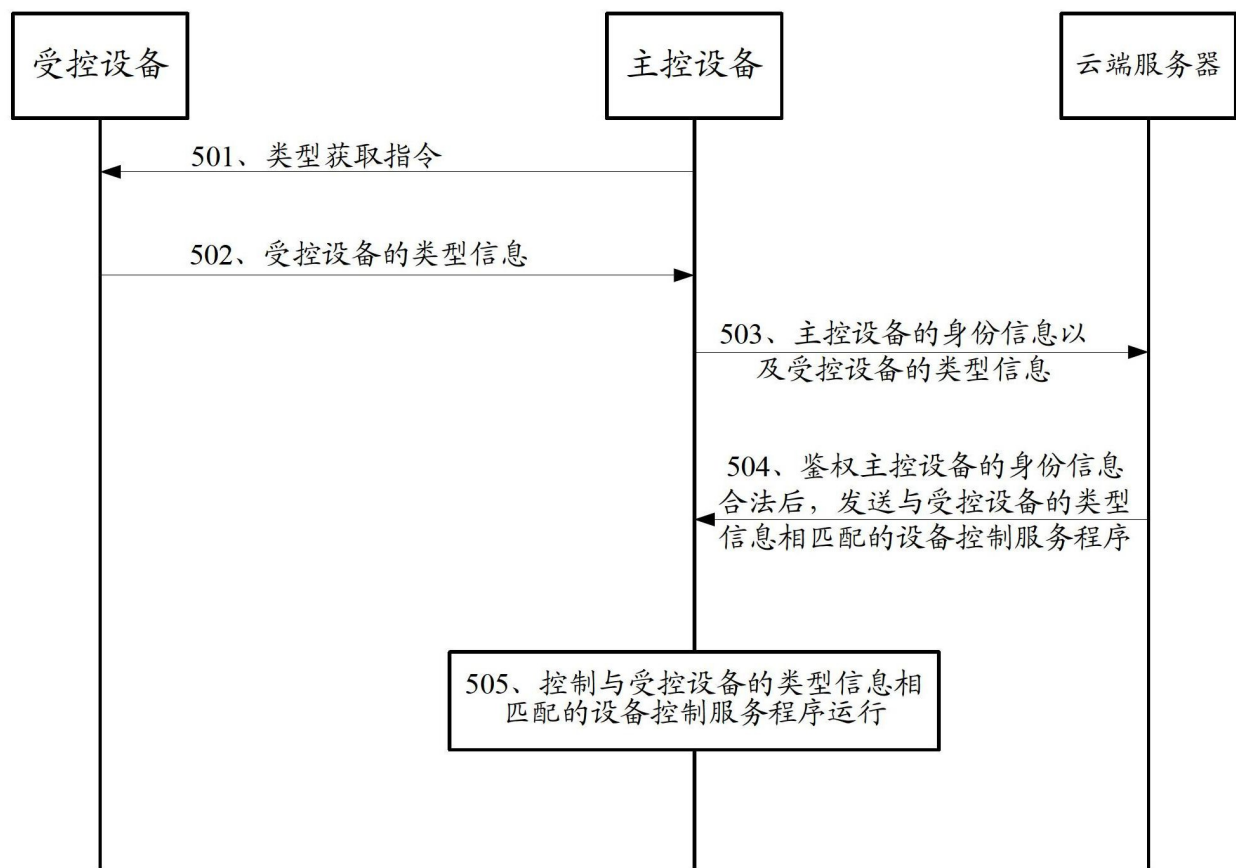 受控设备
主控设备
云端服务器
501、类型获取指令
502、受控设备的类型信息
503、主控设备的身份信息以
及受控设备的类型信息
504、鉴权主控设备的身份信息
合法后，发送与受控设备的类型
信息相匹配的设备控制服务程序
505、控制与受控设备的类型信息相
匹配的设备控制服务程序运行